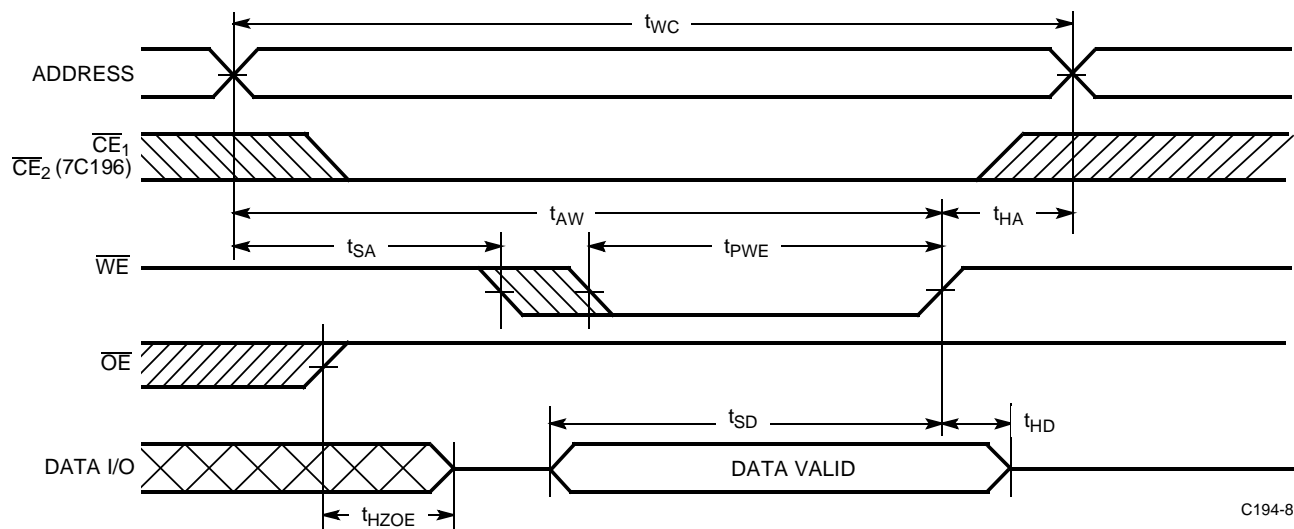 tWC
ADDRESS
CE1
CE2 (7C196)
tAW
tHA
tSA
tPWE
WE
OE
tSD
tHD
DATA I/O
DATA VALID
tHZOE
C194-8